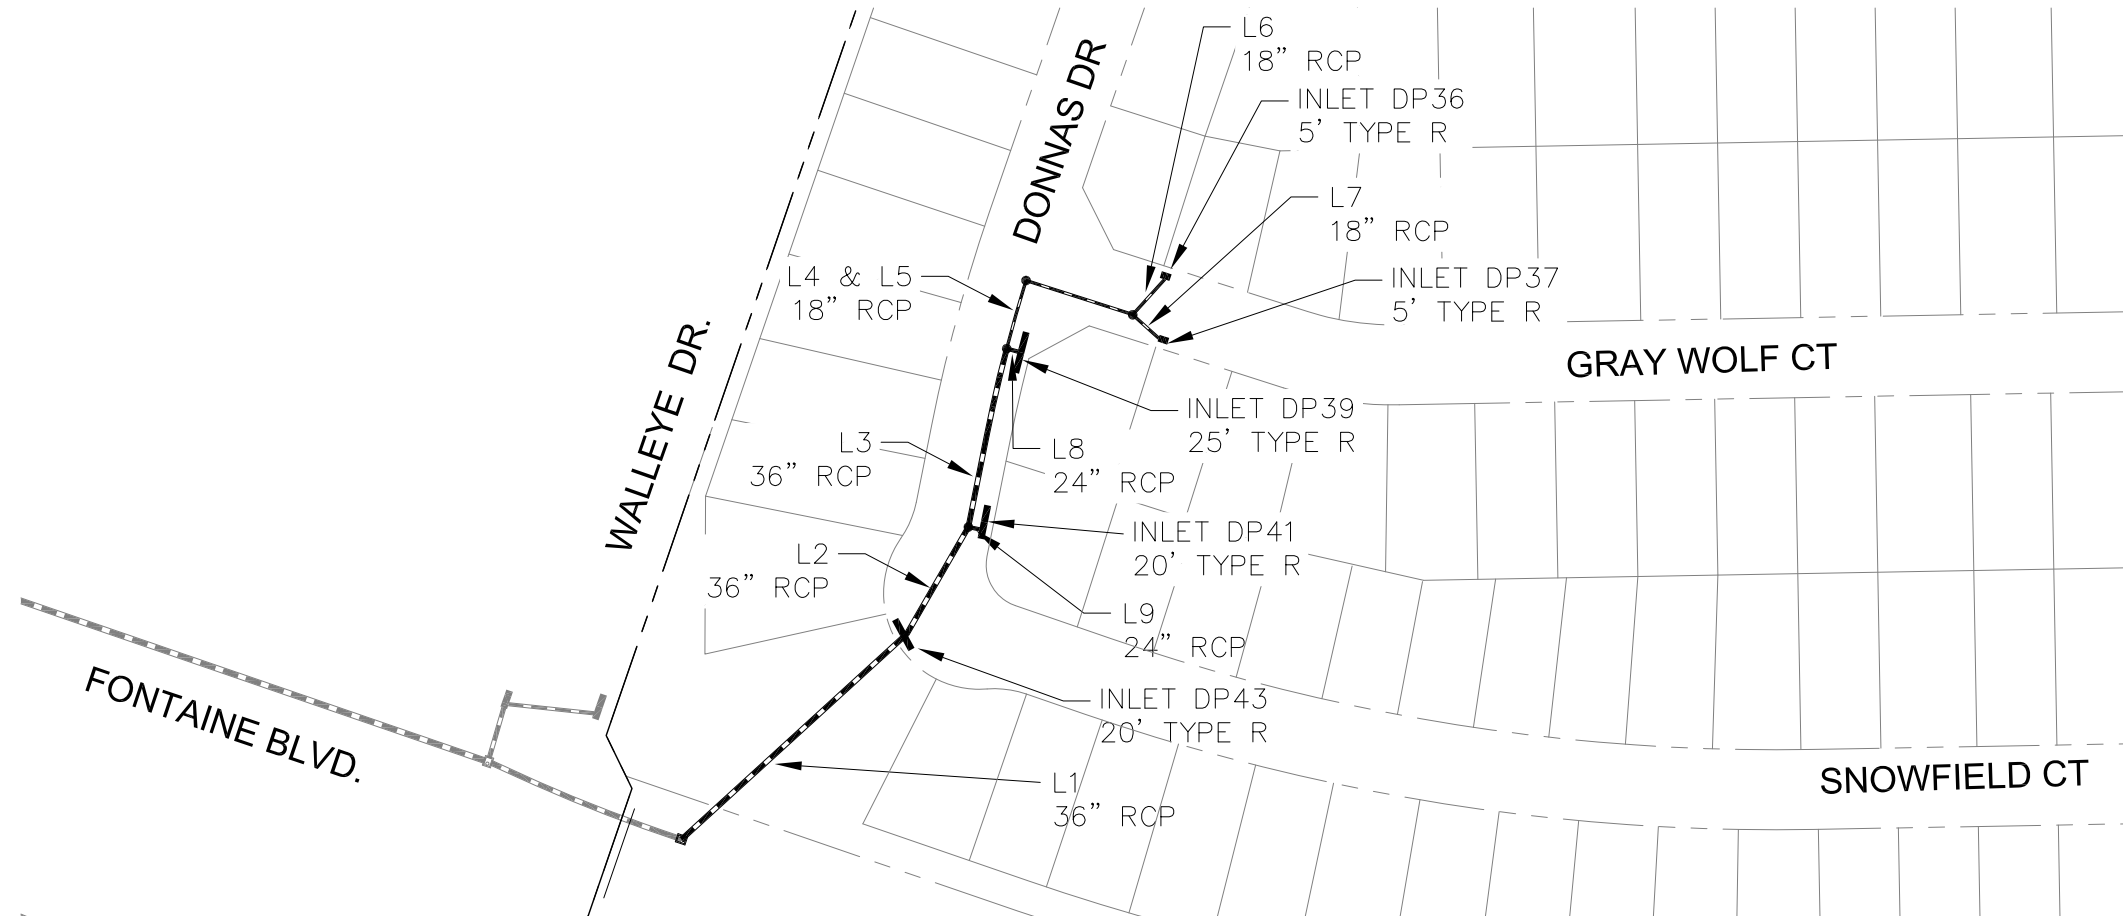 L6
18” RCP
INLET DP36
5’ TYPE R
DONNAS DR
L7
18” RCP
L4 & L5
18” RCP
INLET DP37
5’ TYPE R
WALLEYE DR.
GRAY WOLF CT
INLET DP39
25’ TYPE R
L3
36” RCP
L8
24” RCP
INLET DP41
20’ TYPE R
L2
36” RCP
L9
24” RCP
FONTAINE BLVD.
INLET DP43
20’ TYPE R
SNOWFIELD CT
L1
36” RCP